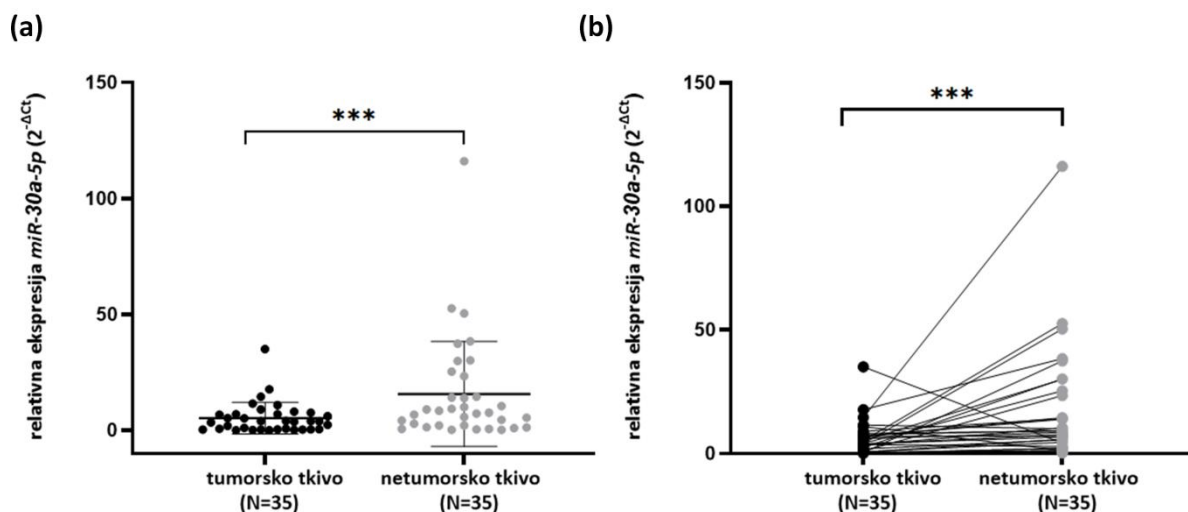 (a)
relativna ekspresija miR-30a-5p (2^-ΔCt)
150
100
50
0
***
tumorsko tkivo
(N=35)
netumorsko tkivo
(N=35)
(b)
relativna ekspresija miR-30a-5p (2^-ΔCt)
150
100
50
0
***
tumorsko tkivo
(N=35)
netumorsko tkivo
(N=35)